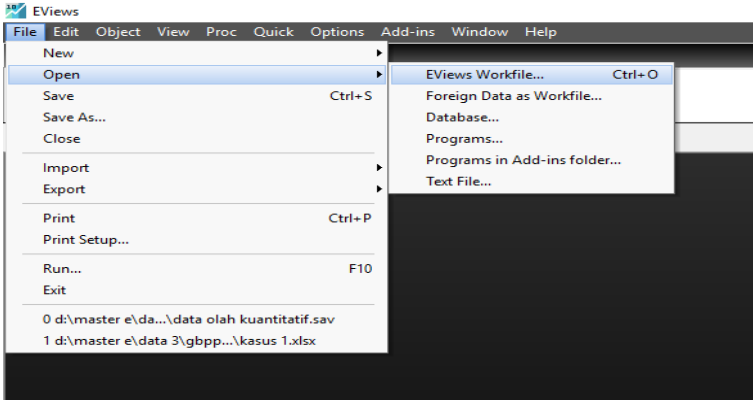 EViews
File Edit Object View Proc Quick Options Add-ins Window Help
New
Open
Save Ctrl+S
Save As...
Close
Import
Export
Print Ctrl+P
Print Setup...
Run... F10
Exit
0 d:\master e\da...\data olah kuantitatif.sav
1 d:\master e\data 3\gbpp...\kasus 1.xlsx
EViews Workfile... Ctrl+O
Foreign Data as Workfile...
Database...
Programs...
Programs in Add-ins folder...
Text File...